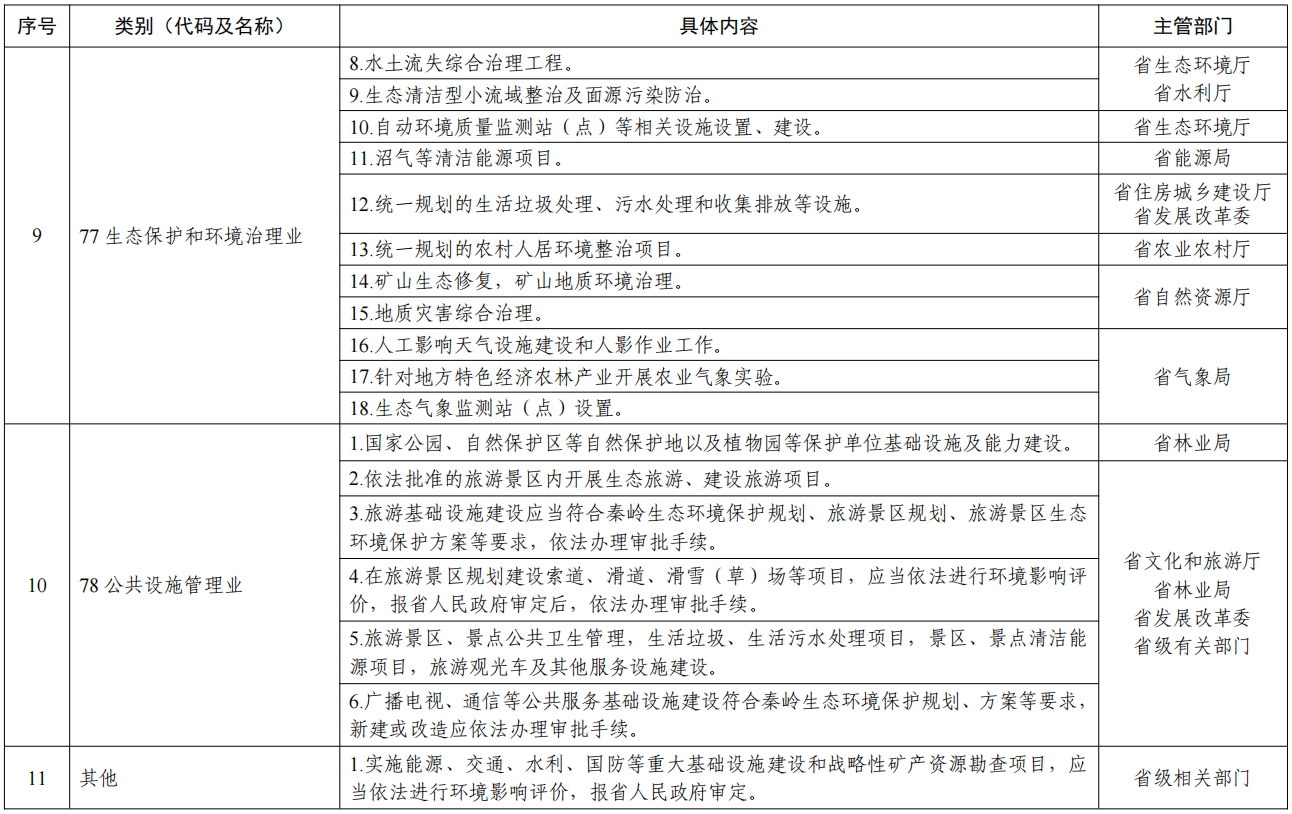 序号 类别（代码及名称） 具体内容 主管部门
8.水土流失综合治理工程。
省生态环境厅
省水利厅
9.生态清洁型小流域整治及面源污染防治。
10.自动环境质量监测站（点）等相关设施设置、建设。 省生态环境厅
11.沼气等清洁能源项目。 省能源局
12.统一规划的生活垃圾处理、污水处理和收集排放等设施。
省住房城乡建设厅
省发展改革委
9 77 生态保护和环境治理业
13.统一规划的农村人居环境整治项目。 省农业农村厅
14.矿山生态修复，矿山地质环境治理。
省自然资源厅
15.地质灾害综合治理。
16.人工影响天气设施建设和人影作业工作。
17.针对地方特色经济农林产业开展农业气象实验。 省气象局
18.生态气象监测站（点）设置。
1.国家公园、自然保护区等自然保护地以及植物园等保护单位基础设施及能力建设。 省林业局
2.依法批准的旅游景区内开展生态旅游、建设旅游项目。
3.旅游基础设施建设应当符合秦岭生态环境保护规划、旅游景区规划、旅游景区生态
环境保护方案等要求，依法办理审批手续。
10 78 公共设施管理业
4.在旅游景区规划建设索道、滑道、滑雪（草）场等项目，应当依法进行环境影响评
价，报省人民政府审定后，依法办理审批手续。
省文化和旅游厅
省林业局
省发展改革委
省级有关部门
5.旅游景区、景点公共卫生管理，生活垃圾、生活污水处理项目，景区、景点清洁能
源项目，旅游观光车及其他服务设施建设。
6.广播电视、通信等公共服务基础设施建设符合秦岭生态环境保护规划、方案等要求，
新建或改造应依法办理审批手续。
11 其他
1.实施能源、交通、水利、国防等重大基础设施建设和战略性矿产资源勘查项目，应
当依法进行环境影响评价，报省人民政府审定。
省级相关部门